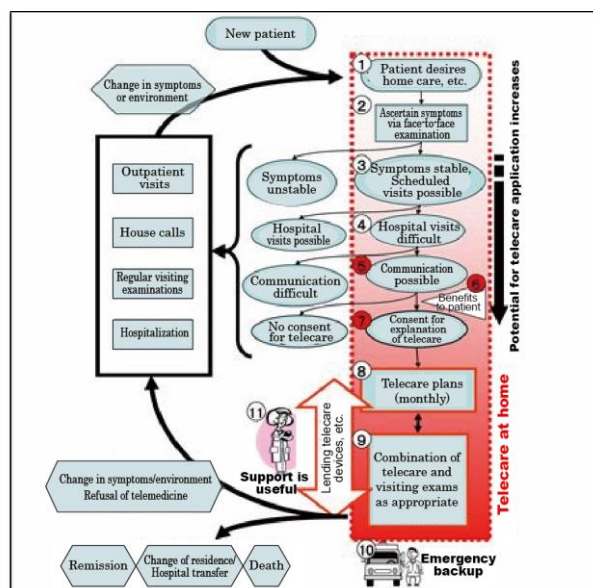 New patient
Change in symptoms
or environment
① Patient desires
home care, etc.
② Ascertain symptoms
via face-to-face
examination
Symptoms
unstable
③ Symptoms stable,
Scheduled
visits possible
Hospital
visits possible
④ Hospital visits
difficult
Communication
difficult
⑤ Communication
possible
⑥ Benefits
to patient
No consent
for telecare
⑦ Consent for
explanation
of telecare
⑧ Telecare plans
(monthly)
⑨ Combination of
telecare and
visiting exams
as appropriate
⑩ Emergency
backup
⑪ Support is
useful
Lending telecare
devices, etc.
Outpatient
visits
House calls
Regular visiting
examinations
Hospitalization
Change in symptoms/environment
Refusal of telemedicine
Remission
Change of residence/
Hospital transfer
Death
Potential for telecare application increases
Telecare at home